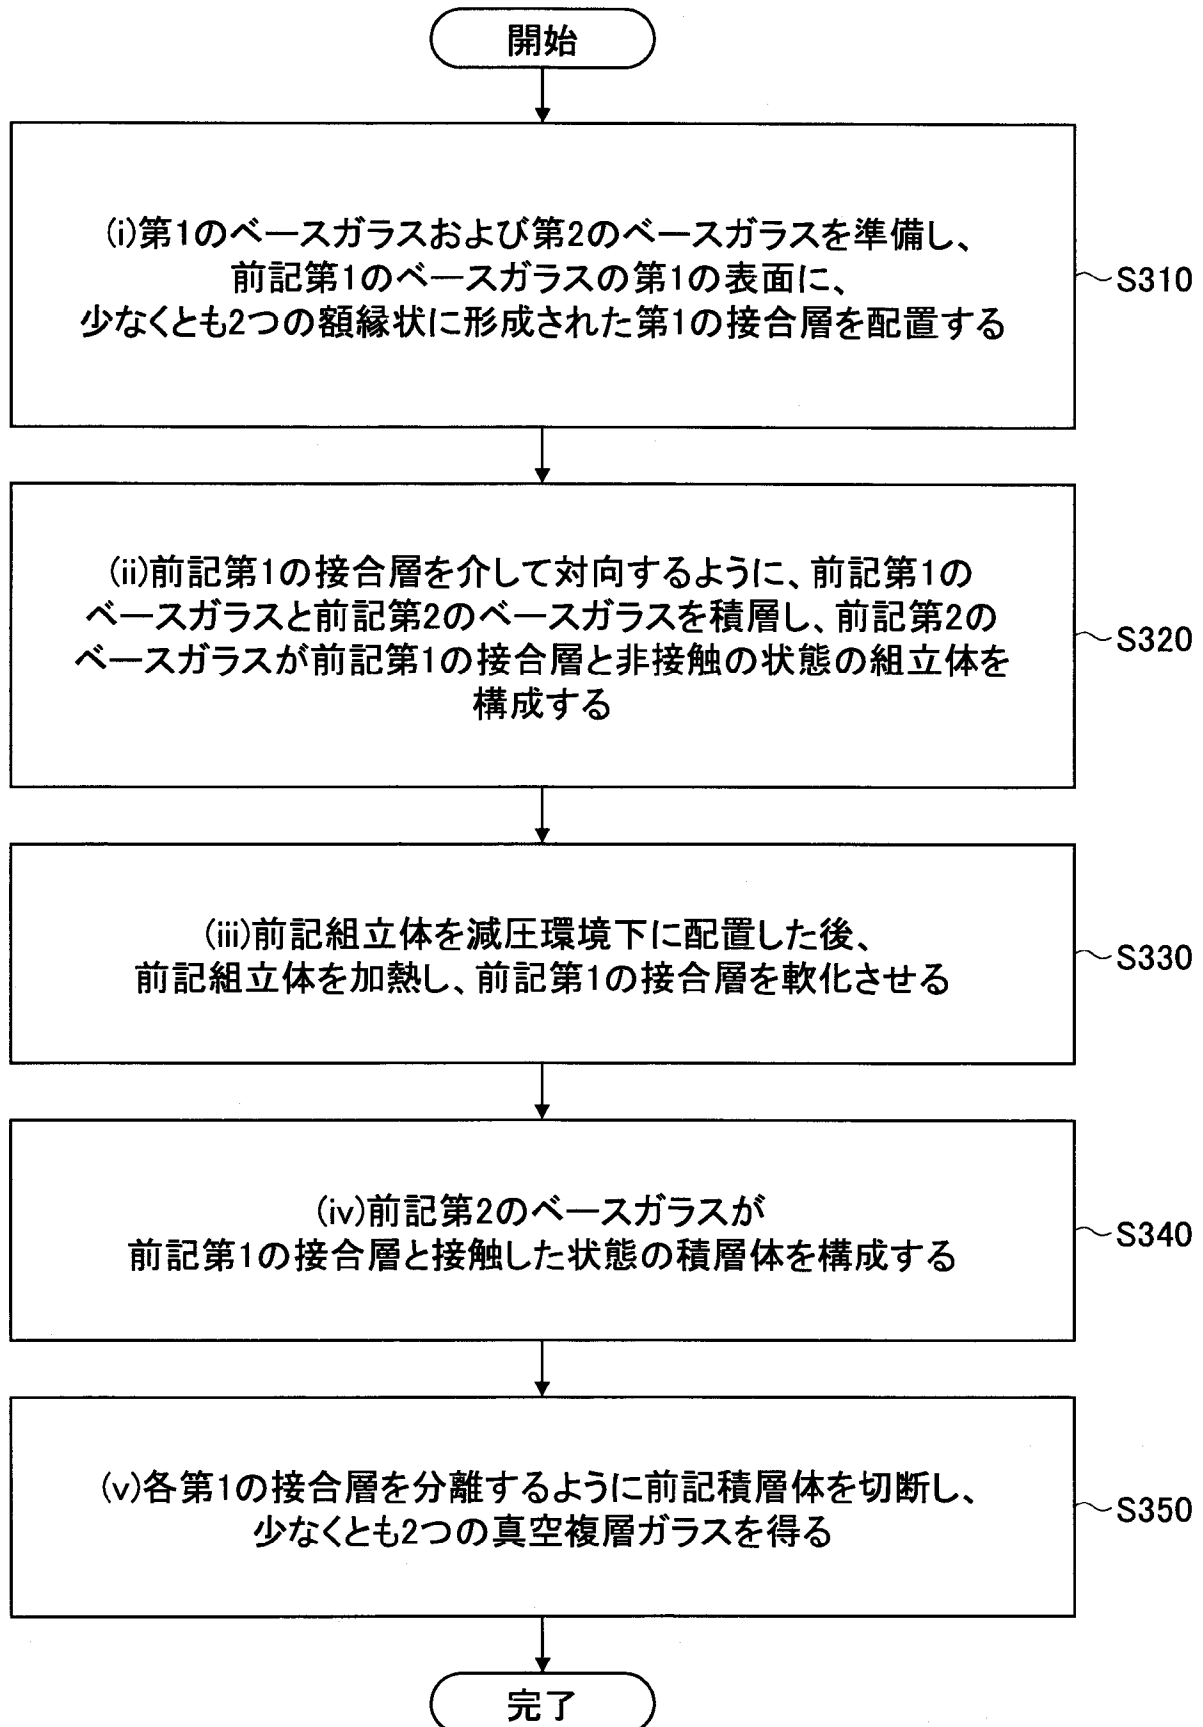 開始
(i)第1のベースガラスおよび第2のベースガラスを準備し、
前記第1のベースガラスの第1の表面に、
少なくとも2つの額縁状に形成された第1の接合層を配置する
S310
(ii)前記第1の接合層を介して対向するように、前記第1の
ベースガラスと前記第2のベースガラスを積層し、前記第2の
ベースガラスが前記第1の接合層と非接触の状態の組立体を
構成する
S320
(iii)前記組立体を減圧環境下に配置した後、
前記組立体を加熱し、前記第1の接合層を軟化させる
S330
(iv)前記第2のベースガラスが
前記第1の接合層と接触した状態の積層体を構成する
S340
(v)各第1の接合層を分離するように前記積層体を切断し、
少なくとも2つの真空複層ガラスを得る
S350
完了